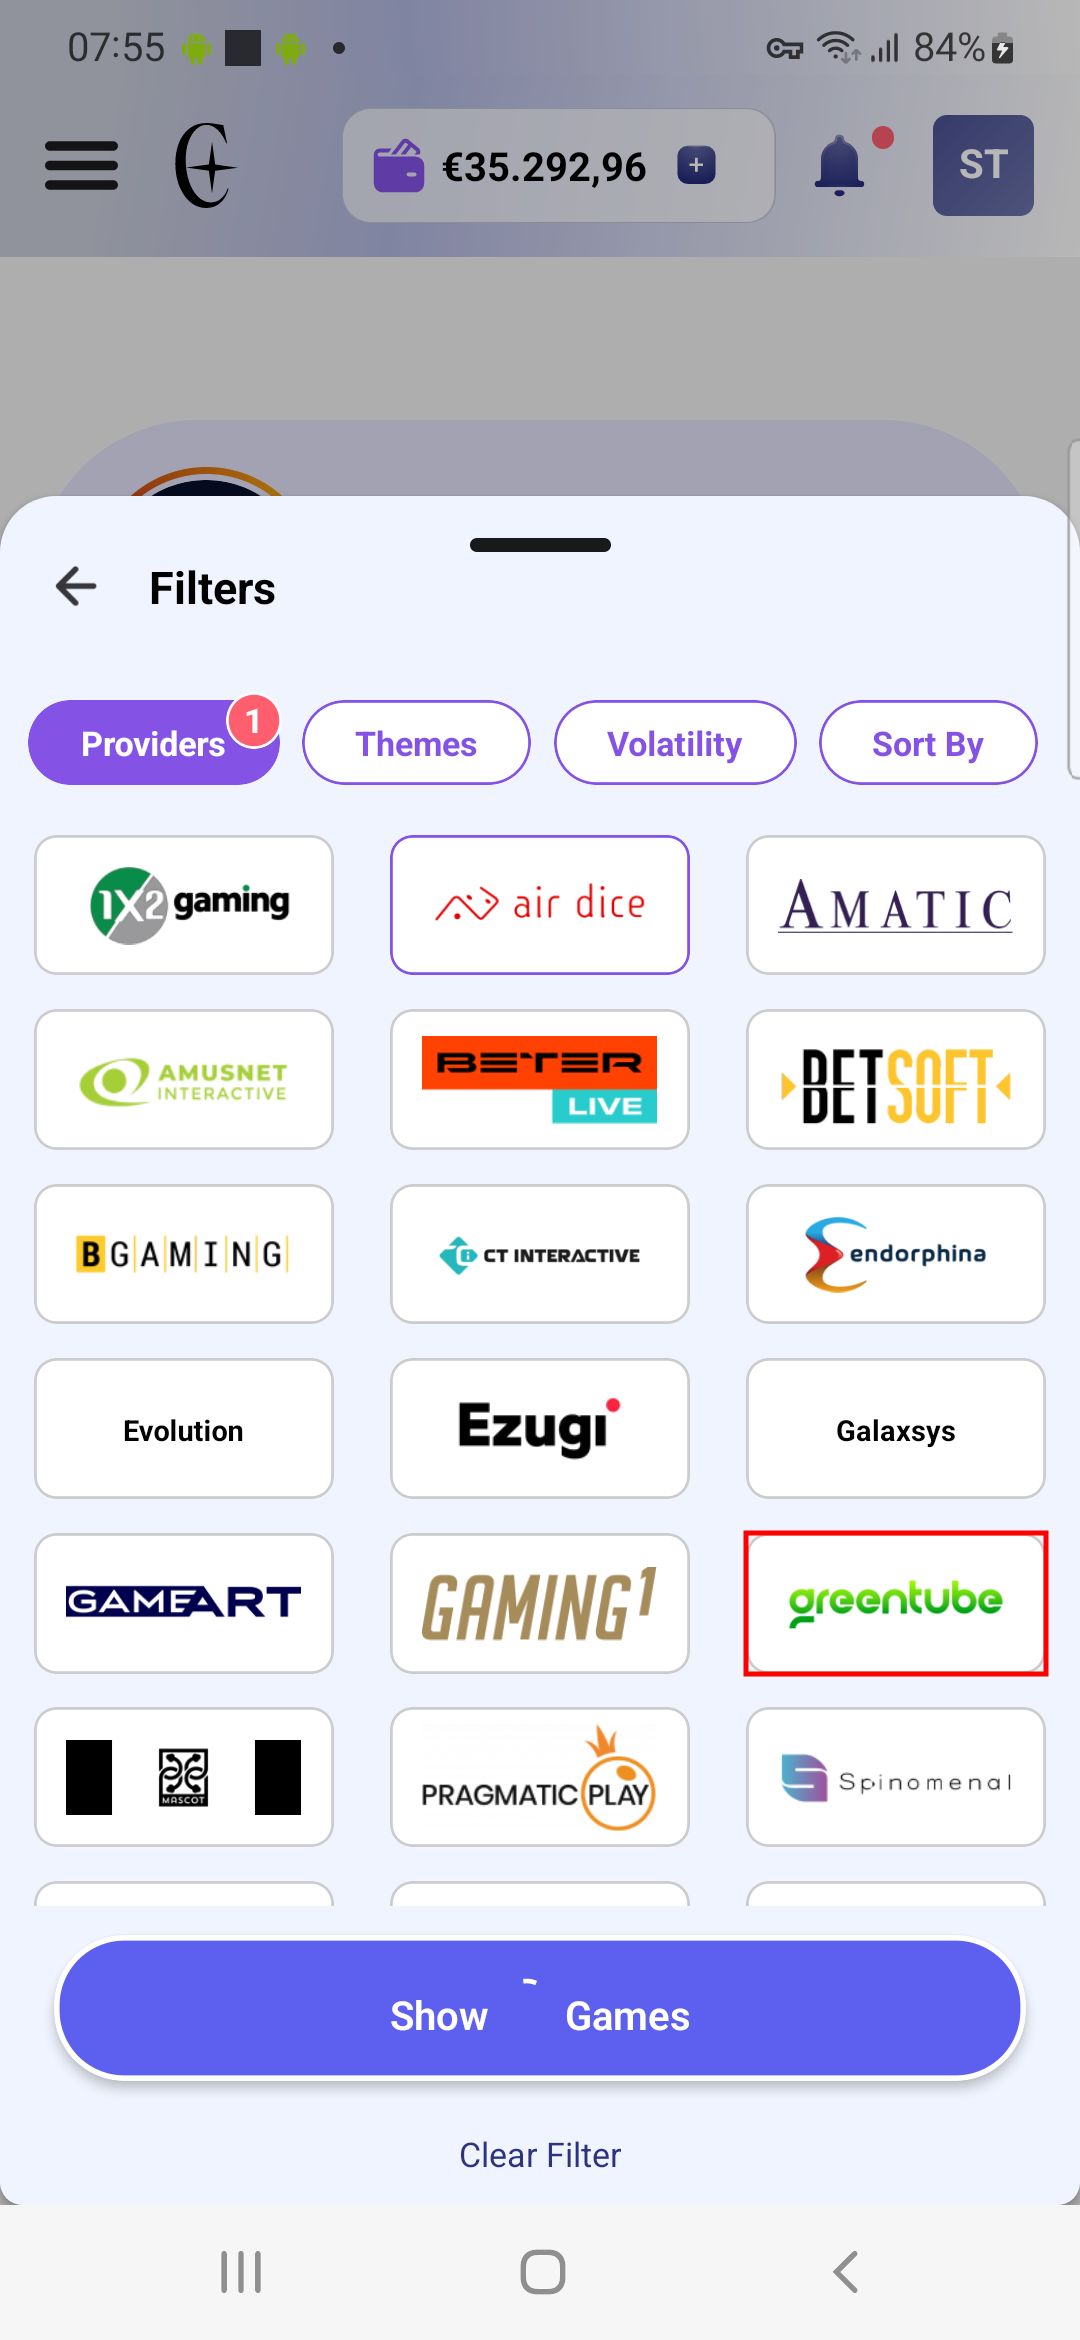 07:55
84%
€35.292,96
+
ST
Filters
Providers
1
Themes
Volatility
Sort By
1X2 gaming
air dice
AMATIC
AMUSNET
INTERACTIVE
BETER
LIVE
BETSOFT
BGAMING
CT INTERACTIVE
endorphina
Evolution
Ezugi
Galaxsys
GAMEART
GAMING1
greentube
MASCOT
PRAGMATIC PLAY
Spinomenal
Show Games
Clear Filter